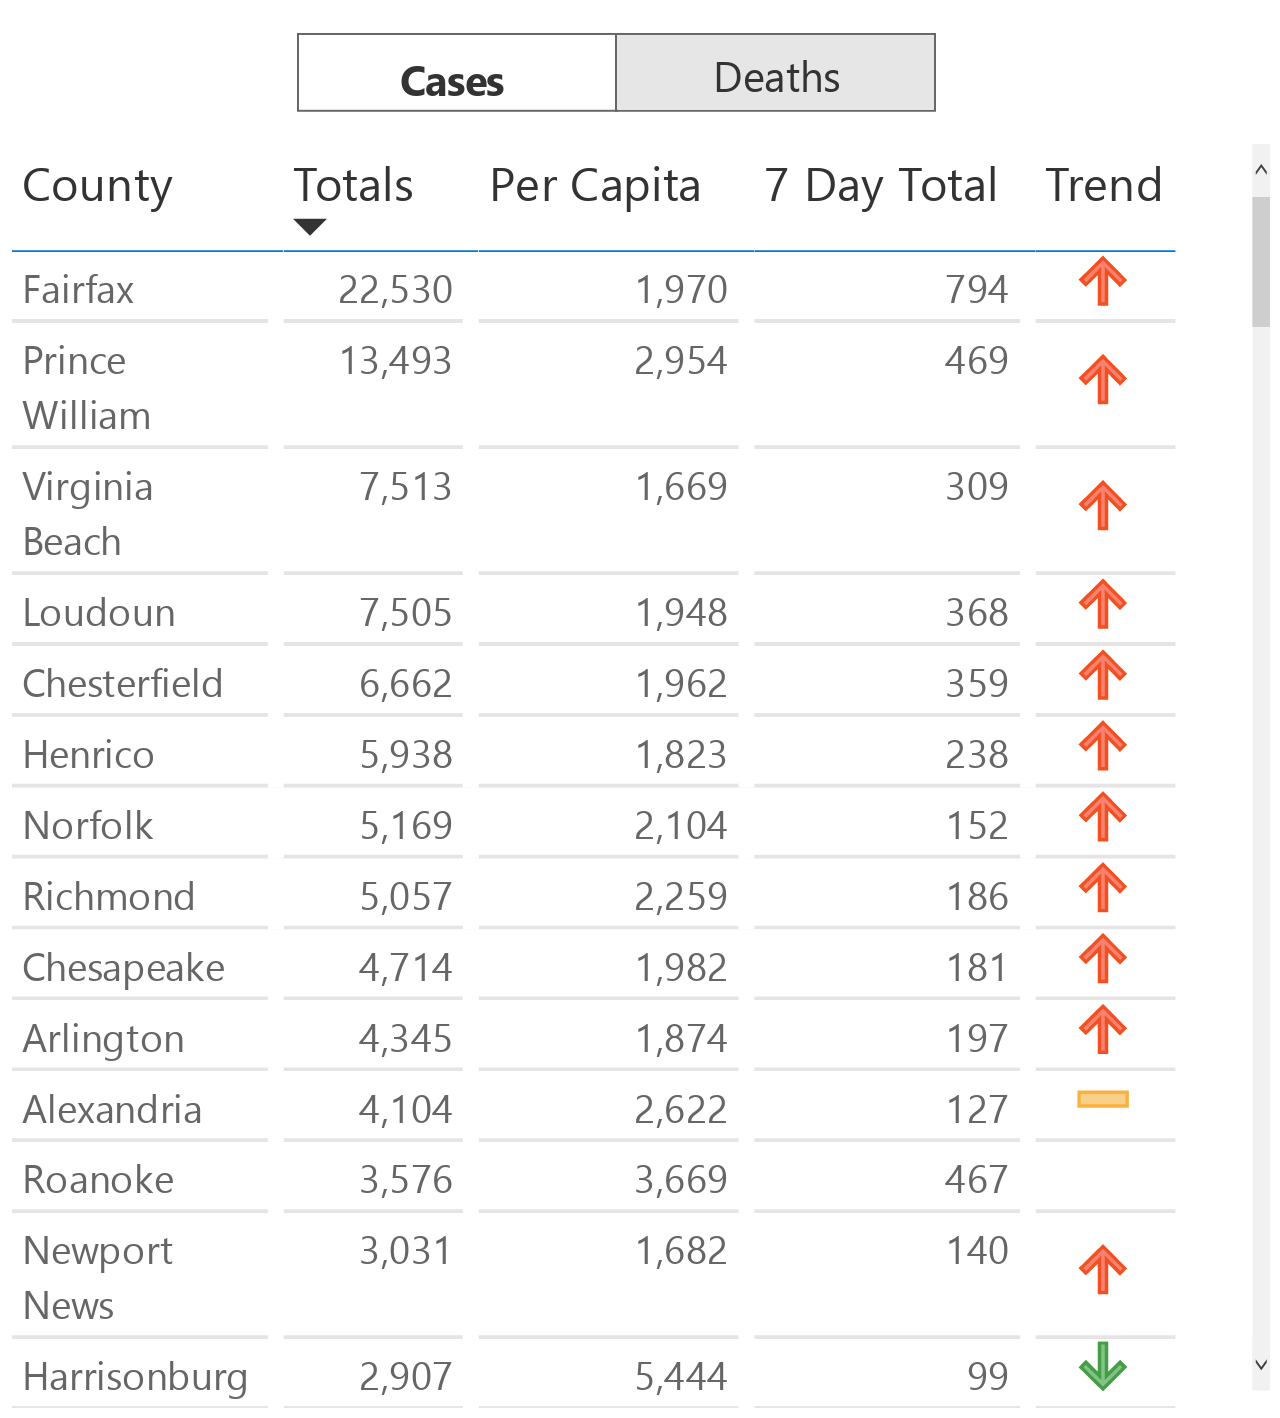 Cases Deaths
County Totals Per Capita 7 Day Total Trend
Fairfax 22,530 1,970 794
Prince 13,493 2,954 469
William
Virginia 7,513 1,669 309
Beach
Loudoun 7,505 1,948 368
Chesterfield 6,662 1,962 359
Henrico 5,938 1,823 238
Norfolk 5,169 2,104 152
Richmond 5,057 2,259 186
Chesapeake 4,714 1,982 181
Arlington 4,345 1,874 197
Alexandria 4,104 2,622 127
Roanoke 3,576 3,669 467
Newport 3,031 1,682 140
News
Harrisonburg 2,907 5,444 99